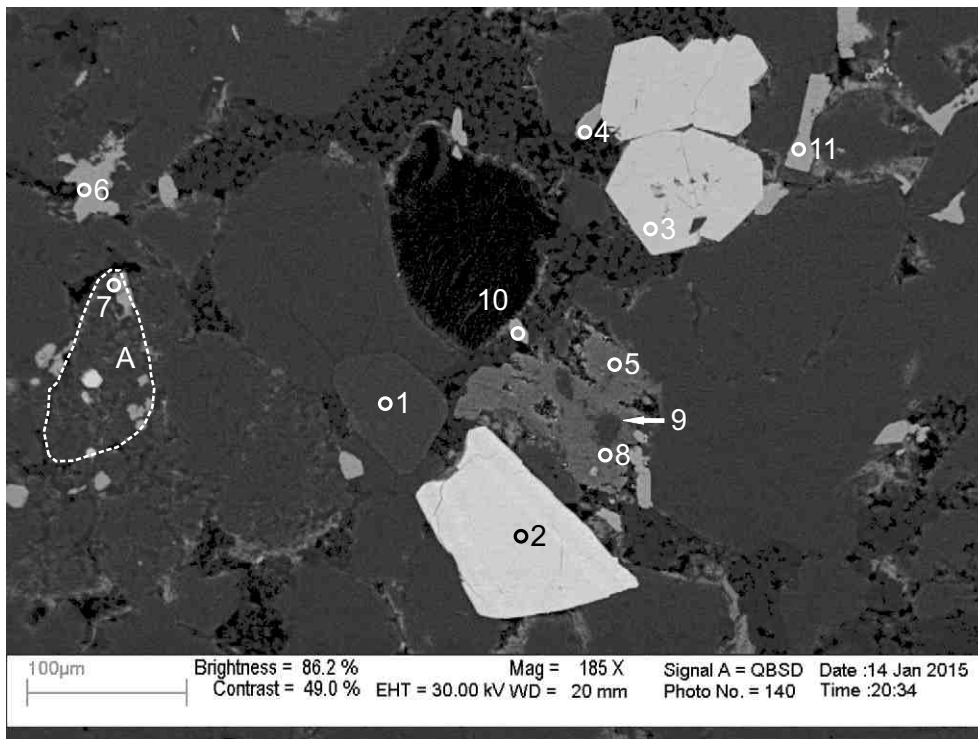 4
11
6
3
7
10
A
5
1
9
8
2
100µm
Brightness = 86.2 %
Contrast = 49.0 %
EHT = 30.00 kV
Mag = 185 X
WD = 20 mm
Signal A = QBSD
Photo No. = 140
Date :14 Jan 2015
Time :20:34